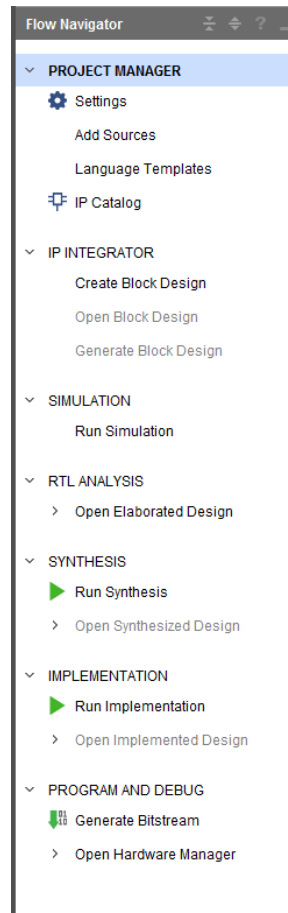 Flow Navigator
?
PROJECT MANAGER
Settings
Add Sources
Language Templates
IP Catalog
IP INTEGRATOR
Create Block Design
Open Block Design
Generate Block Design
SIMULATION
Run Simulation
RTL ANALYSIS
Open Elaborated Design
SYNTHESIS
Run Synthesis
Open Synthesized Design
IMPLEMENTATION
Run Implementation
Open Implemented Design
PROGRAM AND DEBUG
Generate Bitstream
Open Hardware Manager